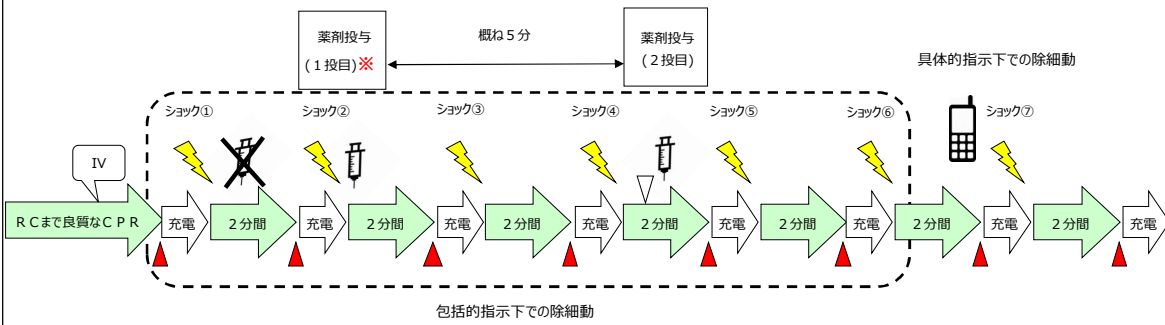 薬剤投与
(１投目)※
概ね５分
薬剤投与
(２投目)
具体的指示下での除細動
ショック①
ショック②
ショック③
ショック④
ショック⑤
ショック⑥
ショック⑦
IV
ＲＣまで良質なＣＰＲ
充電
２分間
充電
２分間
充電
２分間
充電
２分間
充電
２分間
充電
２分間
充電
２分間
充電
包括的指示下での除細動